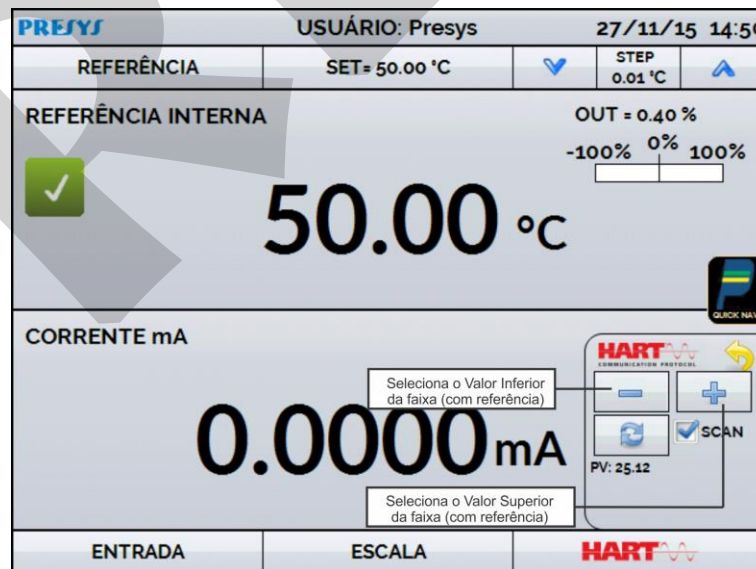 PRESYS
USUÁRIO: Presys
27/11/15 14:50
REFERÊNCIA
SET= 50.00 °C
STEP
0.01 °C
REFERÊNCIA INTERNA
OUT = 0.40 %
-100% 0% 100%
50.00 °C
QUICK NAV
CORRENTE mA
HART
COMMUNICATION PROTOCOL
Seleciona o Valor Inferior
da faixa (com referência)
SCAN
0.0000 mA
PV: 25.12
Seleciona o Valor Superior
da faixa (com referência)
ENTRADA
ESCALA
HART